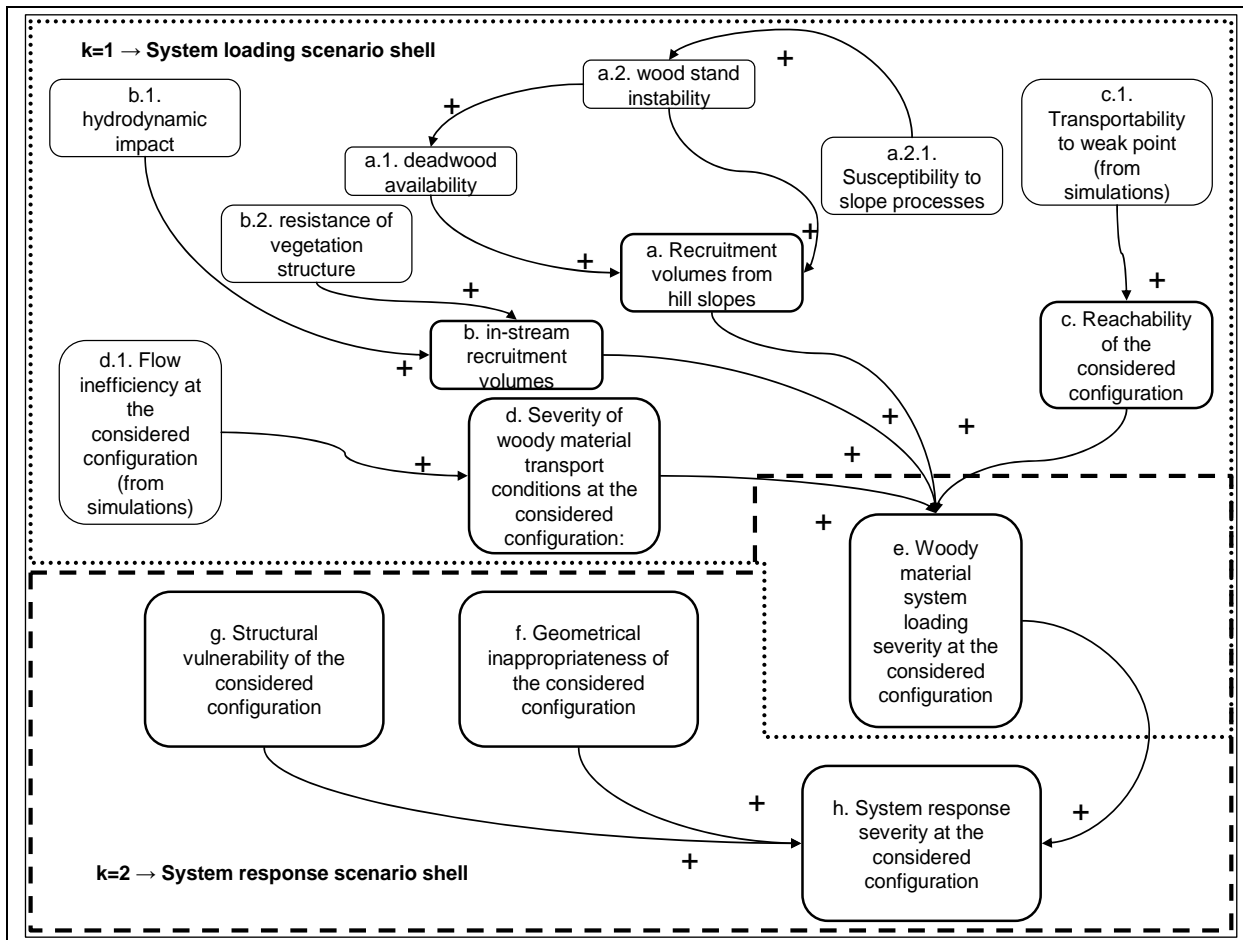 k=1 → System loading scenario shell
b.1.
hydrodynamic
impact
a.2. wood stand
instability
+
c.1.
Transportability
to weak point
(from
simulations)
+
a.1. deadwood
availability
a.2.1.
Susceptibility to
slope processes
b.2. resistance of
vegetation
structure
+
a. Recruitment
volumes from
hill slopes
+
+
+
+
b. in-stream
recruitment
volumes
+
c. Reachability
of the
considered
configuration
d.1. Flow
inefficiency at
the
considered
configuration
(from
simulations)
+
d. Severity of
woody material
transport
conditions at the
considered
configuration:
+
+
+
+
e. Woody
material
system
loading
severity at the
considered
configuration
g. Structural
vulnerability of the
considered
configuration
f. Geometrical
inappropriateness of
the considered
configuration
+
+
+
h. System response
severity at the
considered
configuration
k=2 → System response scenario shell